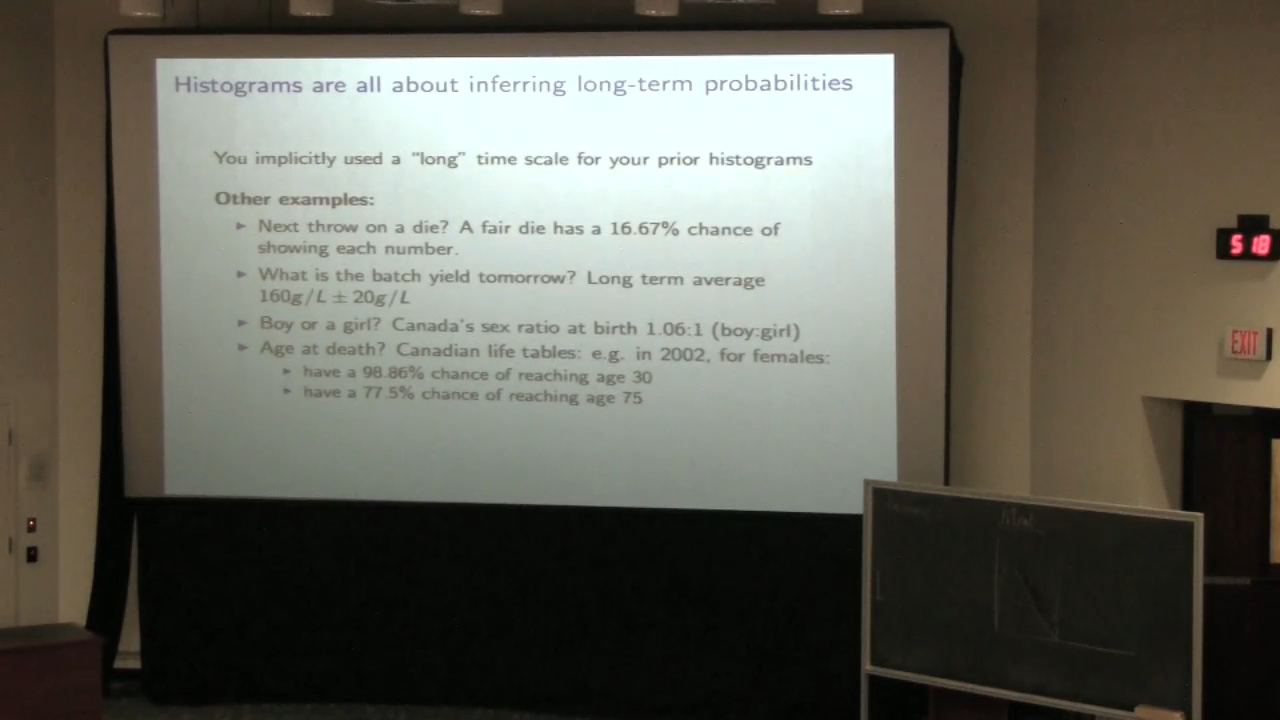 Histograms are all about inferring long-term probabilities
You implicitly used a "long" time scale for your prior histograms
Other examples:
► Next throw on a die? A fair die has a 16.67% chance of
showing each number.
► What is the batch yield tomorrow? Long term average
160g/L ± 20g/L
► Boy or a girl? Canada's sex ratio at birth 1.06:1 (boy:girl)
► Age at death? Canadian life tables: e.g. in 2002, for females:
► have a 98.86% chance of reaching age 30
► have a 77.5% chance of reaching age 75
5 18
EXIT